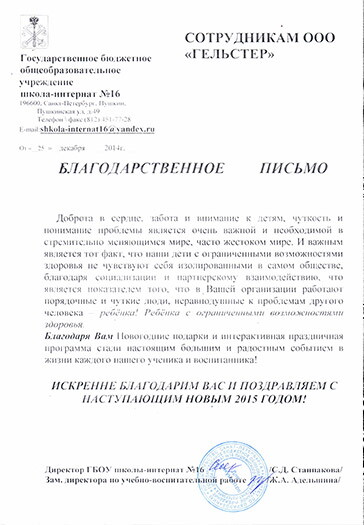 СОТРУДНИКАМ ООО
«ГЕЛЬСТЕР»
Государственное бюджетное
общеобразовательное
учреждение
школа-интернат №16
196600, Санкт-Петербург, Пушкин,
Пушкинская ул, д.49
Телефон / факс (812) 451-77-28
E-mail shkola-internat16@yandex.ru
От « 25 » декабря 2014г.
БЛАГОДАРСТВЕННОЕ ПИСЬМО
Доброта в сердце, забота и внимание к детям, чуткость и
понимание проблемы является очень важной и необходимой в
стремительно меняющимся мире, часто жестоком мире. И важным
является тот факт, что наши дети с ограниченными возможностями
здоровья не чувствуют себя изолированными в самом обществе,
благодаря социализации и партнерскому взаимодействию, что
является показателем того, что в Вашей организации работают
порядочные и чуткие люди, неравнодушные к проблемам другого
человека – ребёнка! Ребёнка с ограниченными возможностями
здоровья.
Благодаря Вам Новогодние подарки и интерактивная праздничная
программа стали настоящим большим и радостным событием в
жизни каждого нашего ученика и воспитанника!
ИСКРЕННЕ БЛАГОДАРИМ ВАС И ПОЗДРАВЛЯЕМ С
НАСТУПАЮЩИМ НОВЫМ 2015 ГОДОМ!
Директор ГБОУ школы-интернат №16 /С.Д. Станпакова/
Зам. директора по учебно-воспитательной работе /Ж.А. Адельшина/